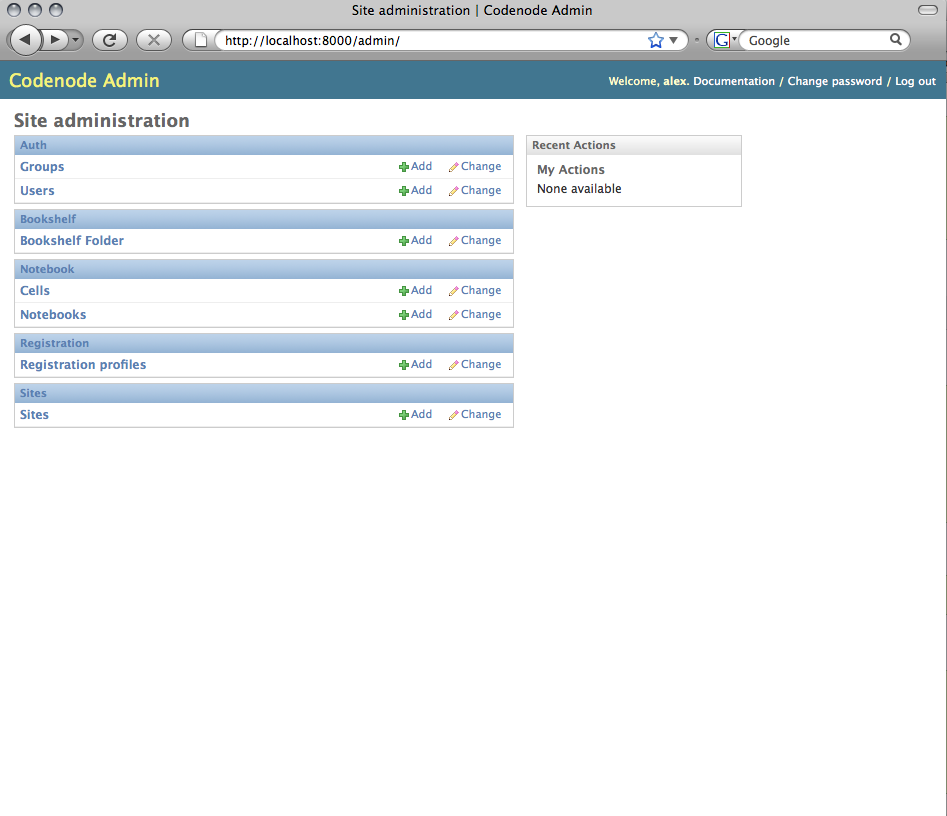 Site administration | Codenode Admin
http://localhost:8000/admin/
G Google
Codenode Admin
Welcome, alex. Documentation / Change password / Log out
Site administration
Auth
Groups Add Change
Users Add Change
Bookshelf
Bookshelf Folder Add Change
Notebook
Cells Add Change
Notebooks Add Change
Registration
Registration profiles Add Change
Sites
Sites Add Change
Recent Actions
My Actions
None available